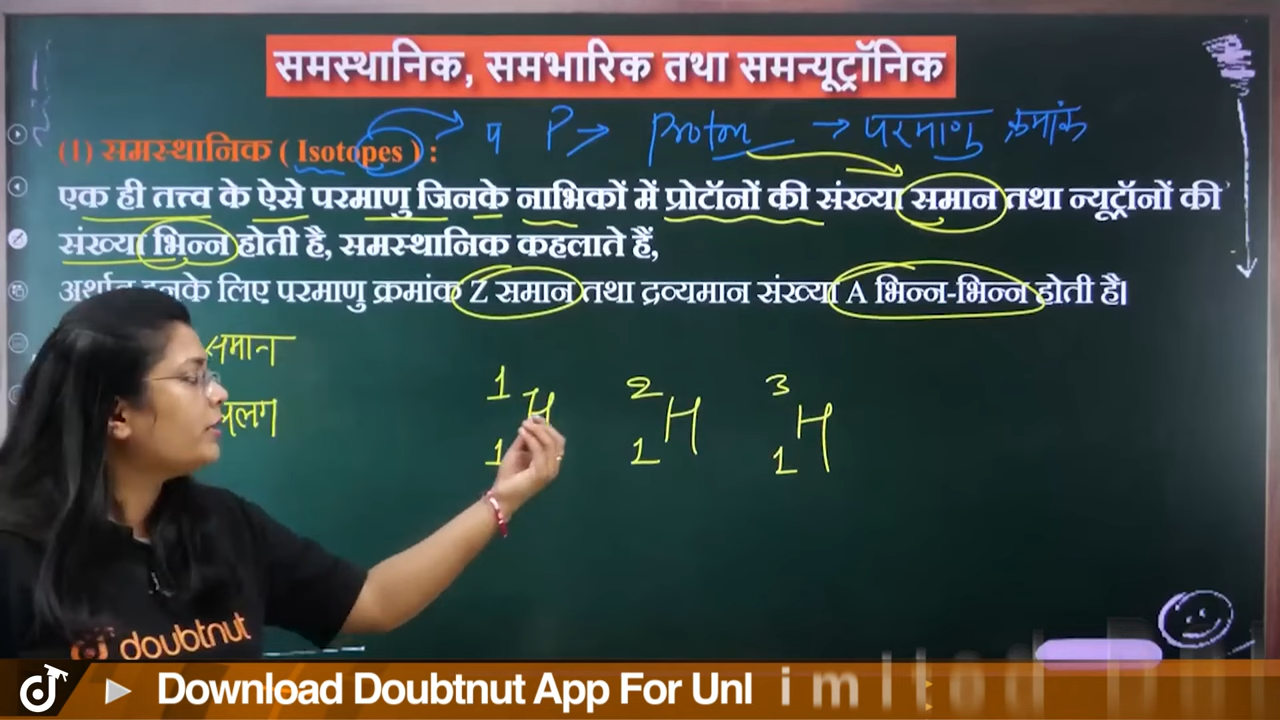 समस्थानिक, समभारिक तथा समन्यूट्रॉनिक
प P > Proton → परमाणु क्रमांक
(1) समस्थानिक ( Isotopes ) :
एक ही तत्त्व के ऐसे परमाणु जिनके नाभिकों में प्रोटॉनों की संख्या समान तथा न्यूट्रॉनों की
संख्या भिन्न होती है, समस्थानिक कहलाते हैं,
अर्थात इनके लिए परमाणु क्रमांक Z समान तथा द्रव्यमान संख्या A भिन्न-भिन्न होती है।
समान
1 H 1 2 H 1 3 H 1
doubtnut
Download Doubtnut App For Unl